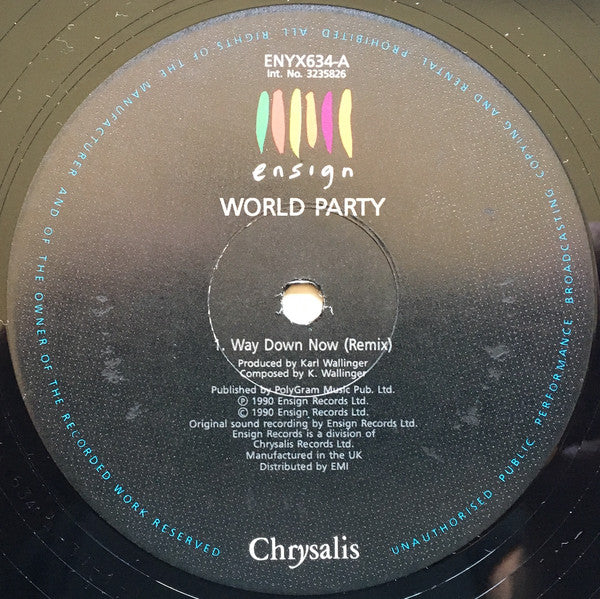 ENYX634-A
Int. No. 3235826
ensign
WORLD PARTY
1. Way Down Now (Remix)
Produced by Karl Wallinger
Composed by K. Wallinger
Published by PolyGram Music Pub. Ltd.
℗ 1990 Ensign Records Ltd.
© 1990 Ensign Records Ltd.
Original sound recording by Ensign Records Ltd.
Ensign Records is a division of
Chrysalis Records Ltd.
Manufactured in the UK
Distributed by EMI
Chrysalis
ALL RIGHTS OF THE MANUFACTURER AND OF THE OWNER OF THE RECORDED WORK RESERVED
UNAUTHORISED PUBLIC PERFORMANCE BROADCASTING COPYING AND RENTAL PROHIBITED.